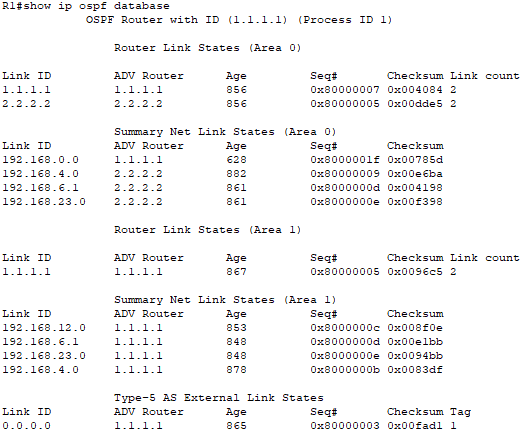 R1#show ip ospf database
OSPF Router with ID (1.1.1.1) (Process ID 1)
Router Link States (Area 0)
Link ID ADV Router Age Seq# Checksum Link count
1.1.1.1 1.1.1.1 856 0x80000007 0x004084 2
2.2.2.2 2.2.2.2 856 0x80000005 0x00dde5 2
Summary Net Link States (Area 0)
Link ID ADV Router Age Seq# Checksum
192.168.0.0 1.1.1.1 628 0x8000001f 0x00785d
192.168.4.0 2.2.2.2 882 0x80000009 0x00e6ba
192.168.6.1 2.2.2.2 861 0x8000000d 0x004198
192.168.23.0 2.2.2.2 861 0x8000000e 0x00f398
Router Link States (Area 1)
Link ID ADV Router Age Seq# Checksum Link count
1.1.1.1 1.1.1.1 867 0x80000005 0x0096c5 2
Summary Net Link States (Area 1)
Link ID ADV Router Age Seq# Checksum
192.168.12.0 1.1.1.1 853 0x8000000c 0x008f0e
192.168.6.1 1.1.1.1 848 0x8000000d 0x00e1bb
192.168.23.0 1.1.1.1 848 0x8000000e 0x0094bb
192.168.4.0 1.1.1.1 878 0x8000000b 0x0083df
Type-5 AS External Link States
Link ID ADV Router Age Seq# Checksum Tag
0.0.0.0 1.1.1.1 865 0x80000003 0x00fad1 1